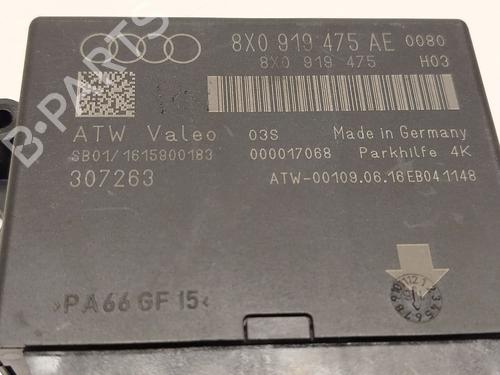 8X0 919 475 AE 0080
8X0 919 475 H03
ATW Valeo 03S Made in Germany
SB01/1615800183 000017068 Parkhilfe 4K
307263 ATW-00109.06.16EB041148
>PA66 GF 15<
B-PARTS